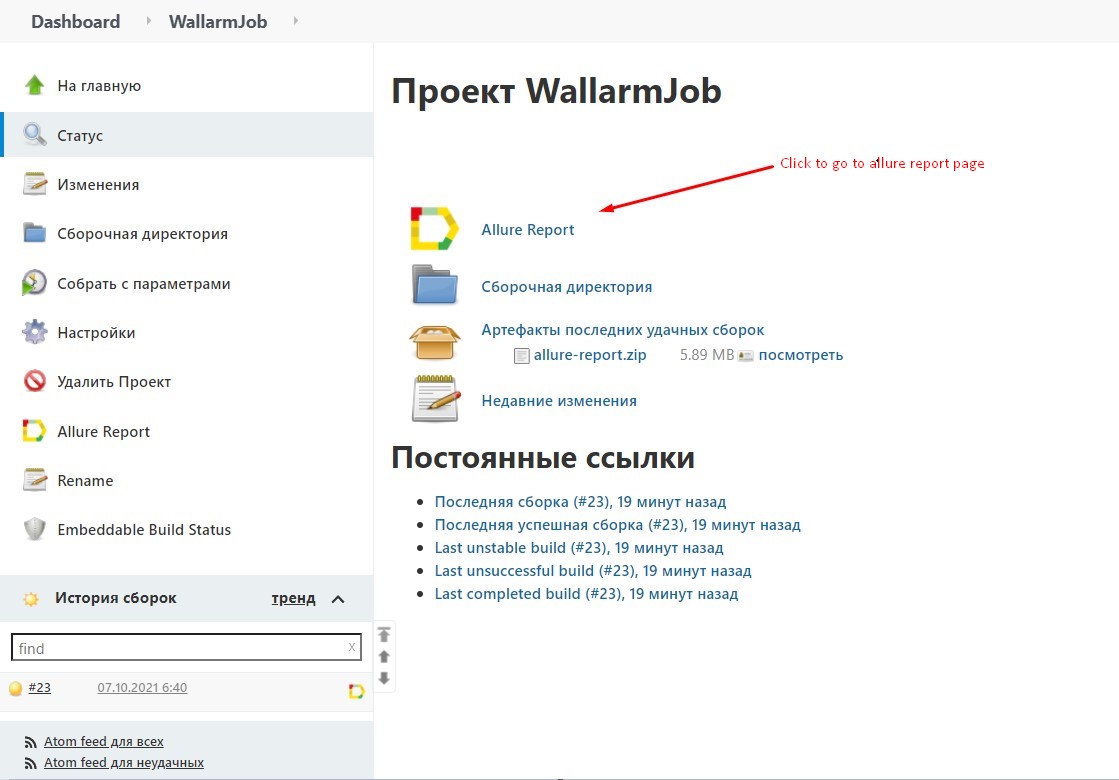 Dashboard WallarmJob
На главную
Статус
Изменения
Сборочная директория
Собрать с параметрами
Настройки
Удалить Проект
Allure Report
Rename
Embeddable Build Status
История сборок тренд
find x
#23 07.10.2021 6:40
Atom feed для всех
Atom feed для неудачных
Проект WallarmJob
Click to go to allure report page
Allure Report
Сборочная директория
Артефакты последних удачных сборок
allure-report.zip 5.89 MB посмотреть
Недавние изменения
Постоянные ссылки
Последняя сборка (#23), 19 минут назад
Последняя успешная сборка (#23), 19 минут назад
Last unstable build (#23), 19 минут назад
Last unsuccessful build (#23), 19 минут назад
Last completed build (#23), 19 минут назад